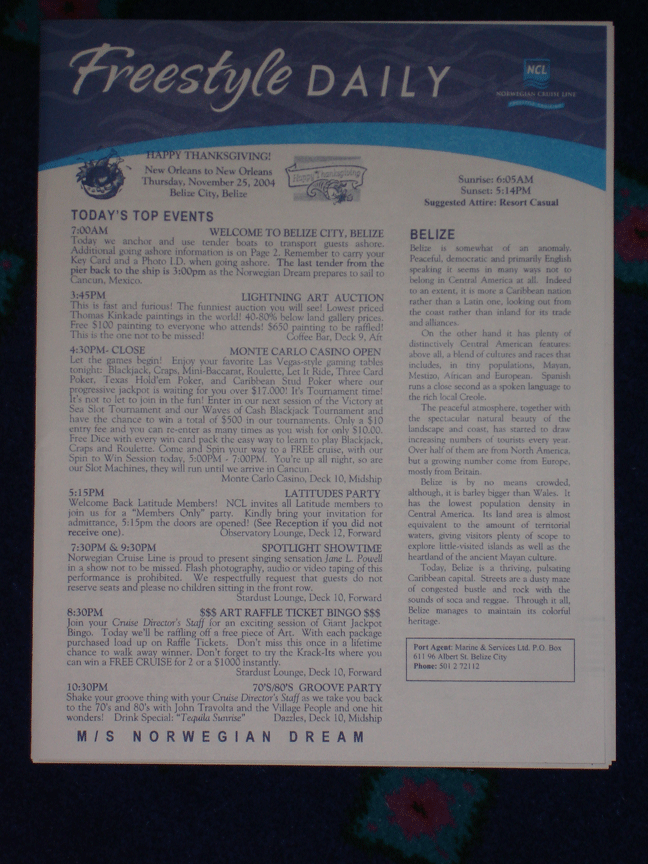 Freestyle DAILY
NCL
NORWEGIAN CRUISE LINE
HAPPY THANKSGIVING!
New Orleans to New Orleans
Thursday, November 25, 2004
Belize City, Belize
Happy Thanksgiving
Sunrise: 6:05AM
Sunset: 5:14PM
Suggested Attire: Resort Casual
TODAY'S TOP EVENTS
7:00AM WELCOME TO BELIZE CITY, BELIZE
Today we anchor and use tender boats to transport guests ashore.
Additional going ashore information is on Page 2. Remember to carry your
Key Card and a Photo I.D. when going ashore. The last tender from the
pier back to the ship is 3:00pm as the Norwegian Dream prepares to sail to
Cancun, Mexico.
3:45PM LIGHTNING ART AUCTION
This is fast and furious! The funniest auction you will see! Lowest priced
Thomas Kinkade paintings in the world! 40-80% below land gallery prices.
Free $100 painting to everyone who attends! $650 painting to be raffled!
This is the one not to be missed! Coffee Bar, Deck 9, Aft
4:30PM- CLOSE MONTE CARLO CASINO OPEN
Let the games begin! Enjoy your favorite Las Vegas-style gaming tables
tonight: Blackjack, Craps, Mini-Baccarat, Roulette, Let It Ride, Three Card
Poker, Texas Hold'em Poker, and Caribbean Stud Poker where our
progressive jackpot is waiting for you over $17,000! It's Tournament time!
It's not to let to join in the fun! Enter in our next session of the Victory at
Sea Slot Tournament and our Waves of Cash Blackjack Tournament and
have the chance to win a total of $500 in our tournaments. Only a $10
entry fee and you can re-enter as many times as you wish for only $10.00.
Free Dice with every win card pack the easy way to learn to play Blackjack,
Craps and Roulette. Come and Spin your way to a FREE cruise, with our
Spin to Win Session today, 5:00PM - 7:00PM. You're up all night, so are
our Slot Machines, they will run until we arrive in Cancun.
Monte Carlo Casino, Deck 10, Midship
5:15PM LATITUDES PARTY
Welcome Back Latitude Members! NCL invites all Latitude members to
join us for a "Members Only" party. Kindly bring your invitation for
admittance, 5:15pm the doors are opened! (See Reception if you did not
receive one). Observatory Lounge, Deck 12, Forward
7:30PM & 9:30PM SPOTLIGHT SHOWTIME
Norwegian Cruise Line is proud to present singing sensation Jane L. Powell
in a show not to be missed. Flash photography, audio or video taping of this
performance is prohibited. We respectfully request that guests do not
reserve seats and please no children sitting in the front row.
Stardust Lounge, Deck 10, Forward
8:30PM $$$ ART RAFFLE TICKET BINGO $$$
Join your Cruise Director's Staff for an exciting session of Giant Jackpot
Bingo. Today we'll be raffling off a free piece of Art. With each package
purchased load up on Raffle Tickets. Don't miss this once in a lifetime
chance to walk away winner. Don't forget to try the Krack-Its where you
can win a FREE CRUISE for 2 or a $1000 instantly.
Stardust Lounge, Deck 10, Forward
10:30PM 70'S/80'S GROOVE PARTY
Shake your groove thing with your Cruise Director's Staff as we take you back
to the 70's and 80's with John Travolta and the Village People and one hit
wonders! Drink Special: "Tequila Sunrise" Dazzles, Deck 10, Midship
BELIZE
Belize is somewhat of an anomaly.
Peaceful, democratic and primarily English
speaking it seems in many ways not to
belong in Central America at all. Indeed
to an extent, it is more a Caribbean nation
rather than a Latin one, looking out from
the coast rather than inland for its trade
and alliances.
On the other hand it has plenty of
distinctively Central American features:
above all, a blend of cultures and races that
includes, in tiny populations, Mayan,
Mestizo, African and European. Spanish
runs a close second as a spoken language to
the rich local Creole.
The peaceful atmosphere, together with
the spectacular natural beauty of the
landscape and coast, has started to draw
increasing numbers of tourists every year.
Over half of them are from North America,
but a growing number come from Europe,
mostly from Britain.
Belize is by no means crowded,
although, it is barley bigger than Wales. It
has the lowest population density in
Central America. Its land area is almost
equivalent to the amount of territorial
waters, giving visitors plenty of scope to
explore little-visited islands as well as the
heartland of the ancient Mayan culture.
Today, Belize is a thriving, pulsating
Caribbean capital. Streets are a dusty maze
of congested bustle and rock with the
sounds of soca and reggae. Through it all,
Belize manages to maintain its colorful
heritage.
Port Agent: Marine & Services Ltd. P.O. Box
611 96 Albert St. Belize City
Phone: 501 2 72112
M/S NORWEGIAN DREAM